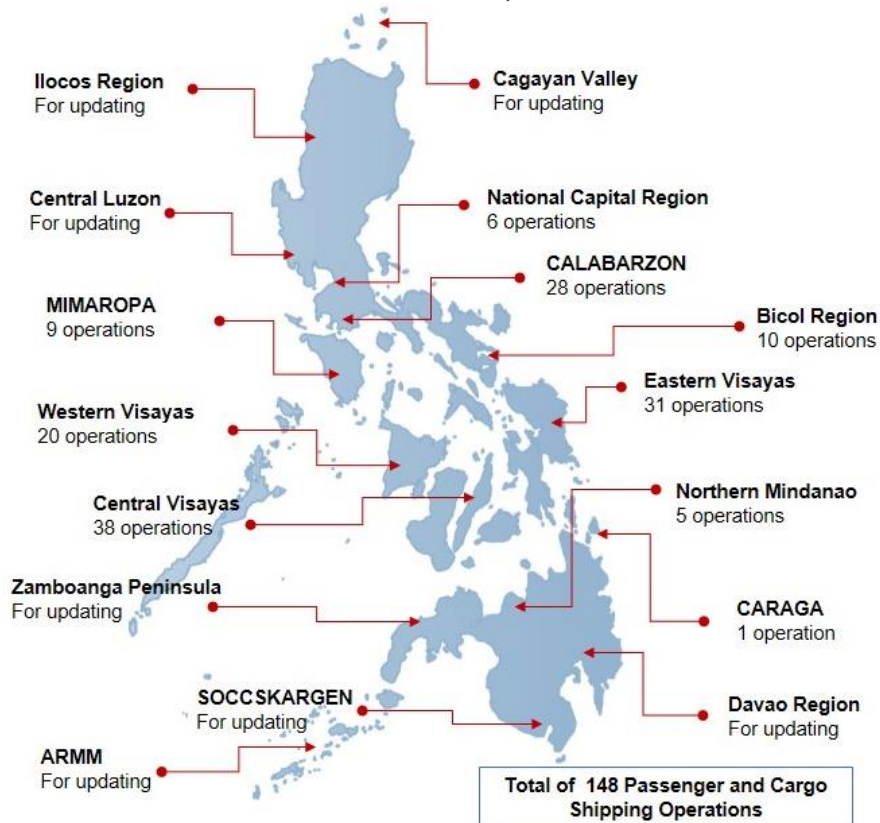 Ilocos Region
For updating
Cagayan Valley
For updating
Central Luzon
For updating
National Capital Region
6 operations
CALABARZON
28 operations
MIMAROPA
9 operations
Bicol Region
10 operations
Eastern Visayas
31 operations
Western Visayas
20 operations
Northern Mindanao
5 operations
Central Visayas
38 operations
Zamboanga Peninsula
For updating
CARAGA
1 operation
SOCCSKARGEN
For updating
Davao Region
For updating
ARMM
For updating
Total of 148 Passenger and Cargo
Shipping Operations